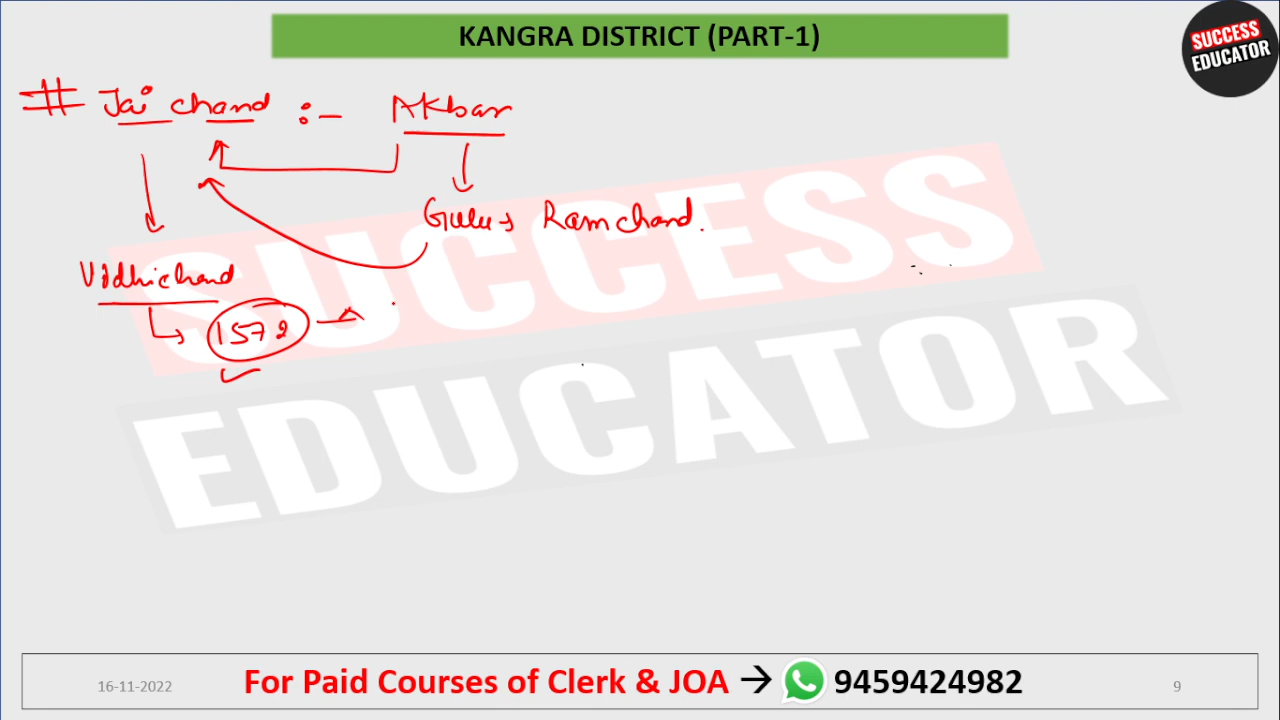 KANGRA DISTRICT (PART-1)
SUCCESS
EDUCATOR
# Jai chand :- Akbar
Guler Ramchand.
Vidhichand
1572
SUCCESS
EDUCATOR
16-11-2022
For Paid Courses of Clerk & JOA → 9459424982
9